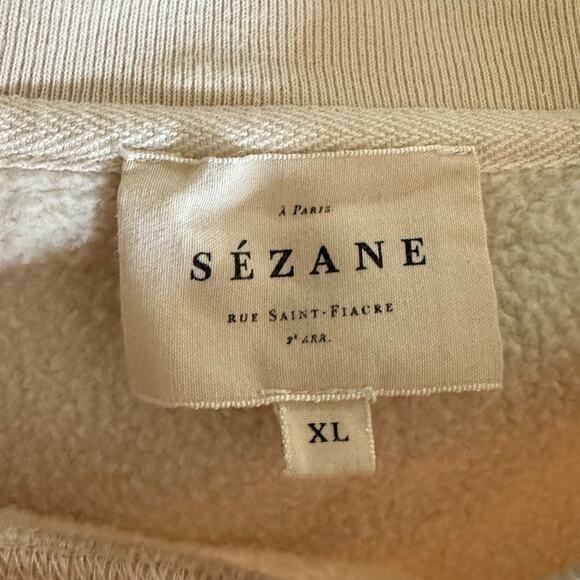 À PARIS
SÉZANE
RUE SAINT-FIACRE
2E ARR.
XL